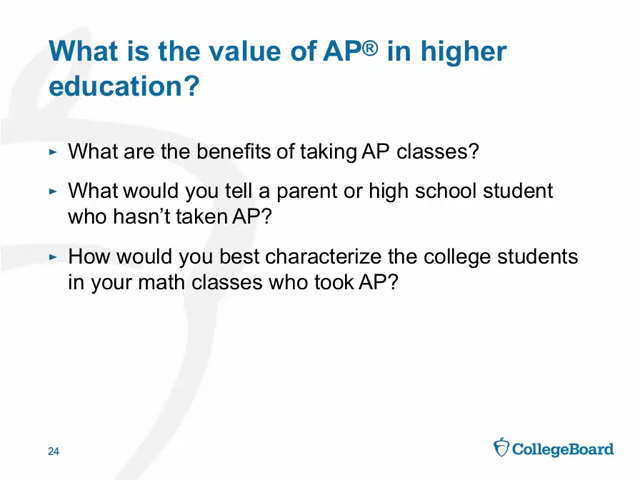 What is the value of AP® in higher
education?
► What are the benefits of taking AP classes?
► What would you tell a parent or high school student
who hasn’t taken AP?
► How would you best characterize the college students
in your math classes who took AP?
24
CollegeBoard